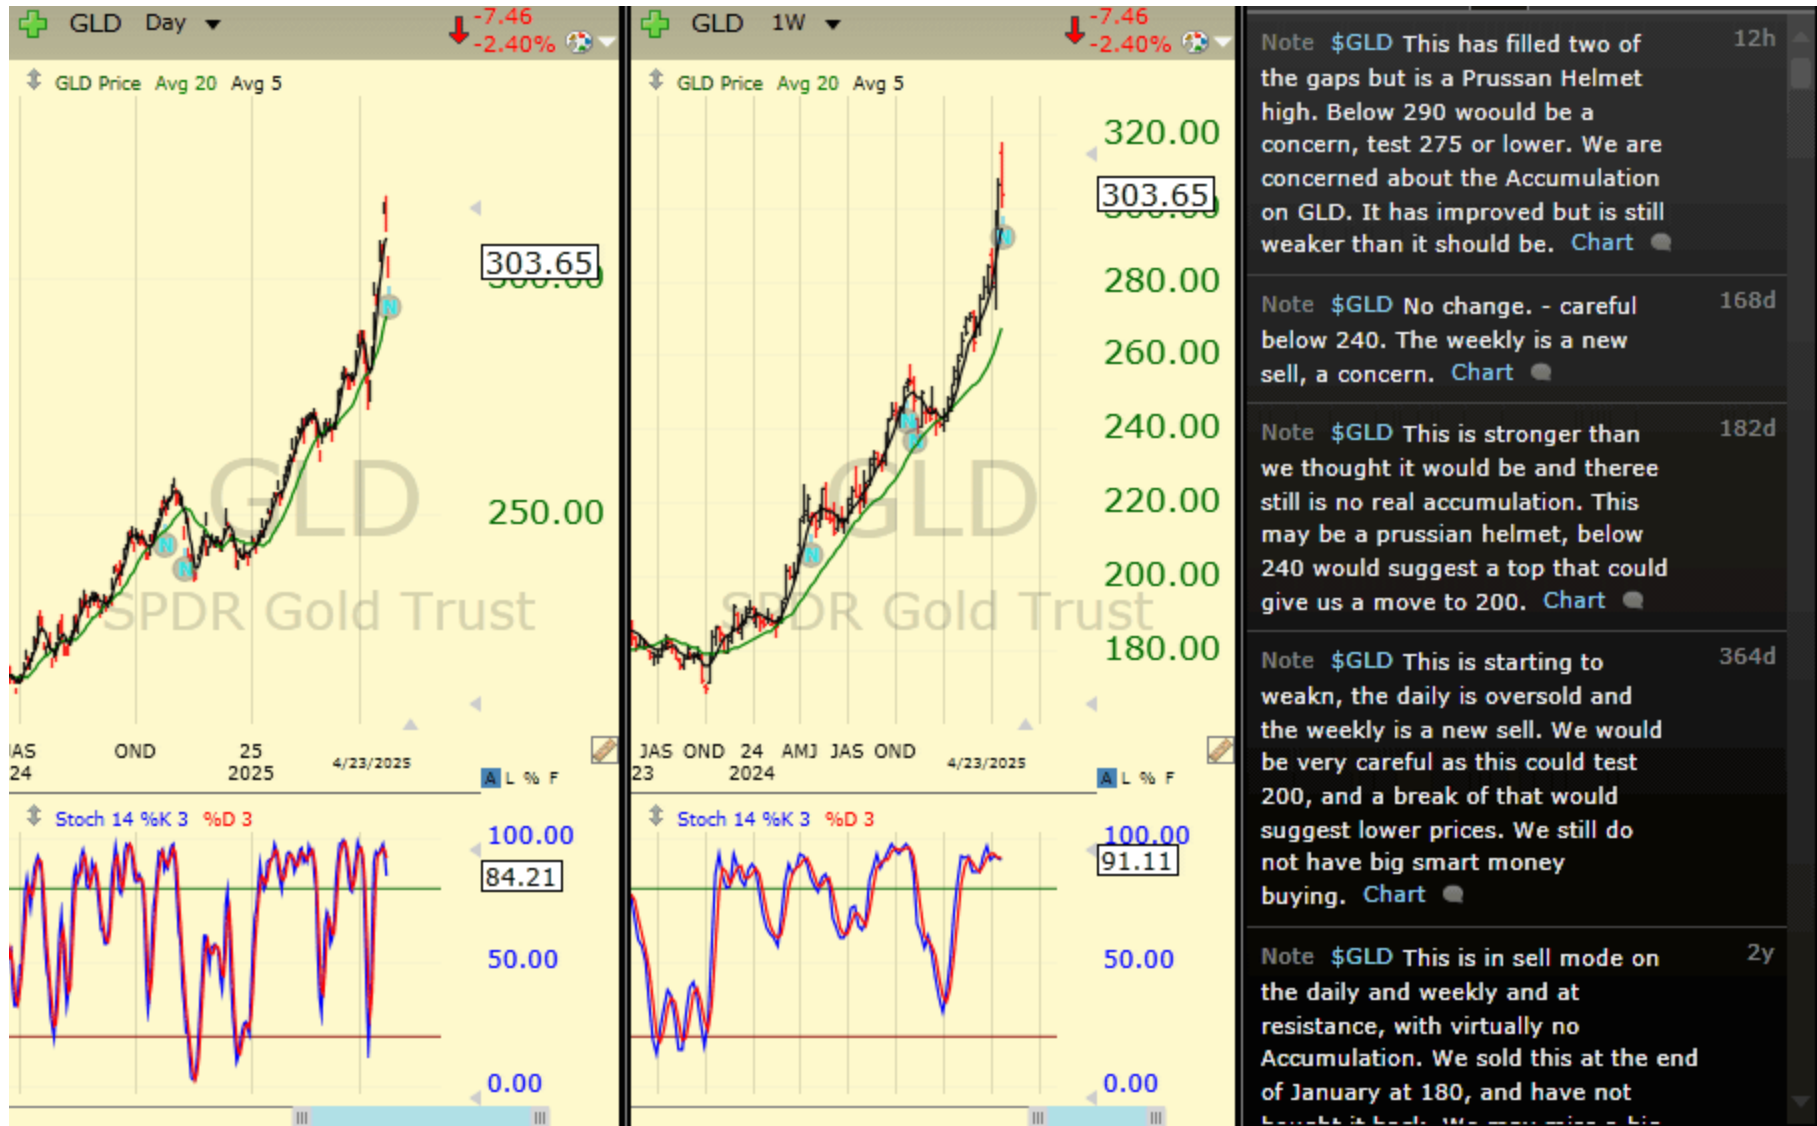 GLD Day
-7.46
-2.40%
GLD Price Avg 20 Avg 5
303.65
300.00
250.00
GLD
SPDR Gold Trust
JAS OND 25
24 2025 4/23/2025
A L % F
Stoch 14 %K 3 %D 3
100.00
84.21
50.00
0.00
GLD 1W
-7.46
-2.40%
GLD Price Avg 20 Avg 5
320.00
303.65
300.00
280.00
260.00
240.00
220.00
200.00
180.00
GLD
SPDR Gold Trust
N
N
N
N
N
N
N
JAS OND 24 AMJ JAS OND
23 2024 4/23/2025
A L % F
Stoch 14 %K 3 %D 3
100.00
91.11
50.00
0.00
Note $GLD This has filled two of 12h
the gaps but is a Prussan Helmet
high. Below 290 woould be a
concern, test 275 or lower. We are
concerned about the Accumulation
on GLD. It has improved but is still
weaker than it should be. Chart
Note $GLD No change. - careful 168d
below 240. The weekly is a new
sell, a concern. Chart
Note $GLD This is stronger than 182d
we thought it would be and theree
still is no real accumulation. This
may be a prussian helmet, below
240 would suggest a top that could
give us a move to 200. Chart
Note $GLD This is starting to 364d
weakn, the daily is oversold and
the weekly is a new sell. We would
be very careful as this could test
200, and a break of that would
suggest lower prices. We still do
not have big smart money
buying. Chart
Note $GLD This is in sell mode on 2y
the daily and weekly and at
resistance, with virtually no
Accumulation. We sold this at the end
of January at 180, and have not